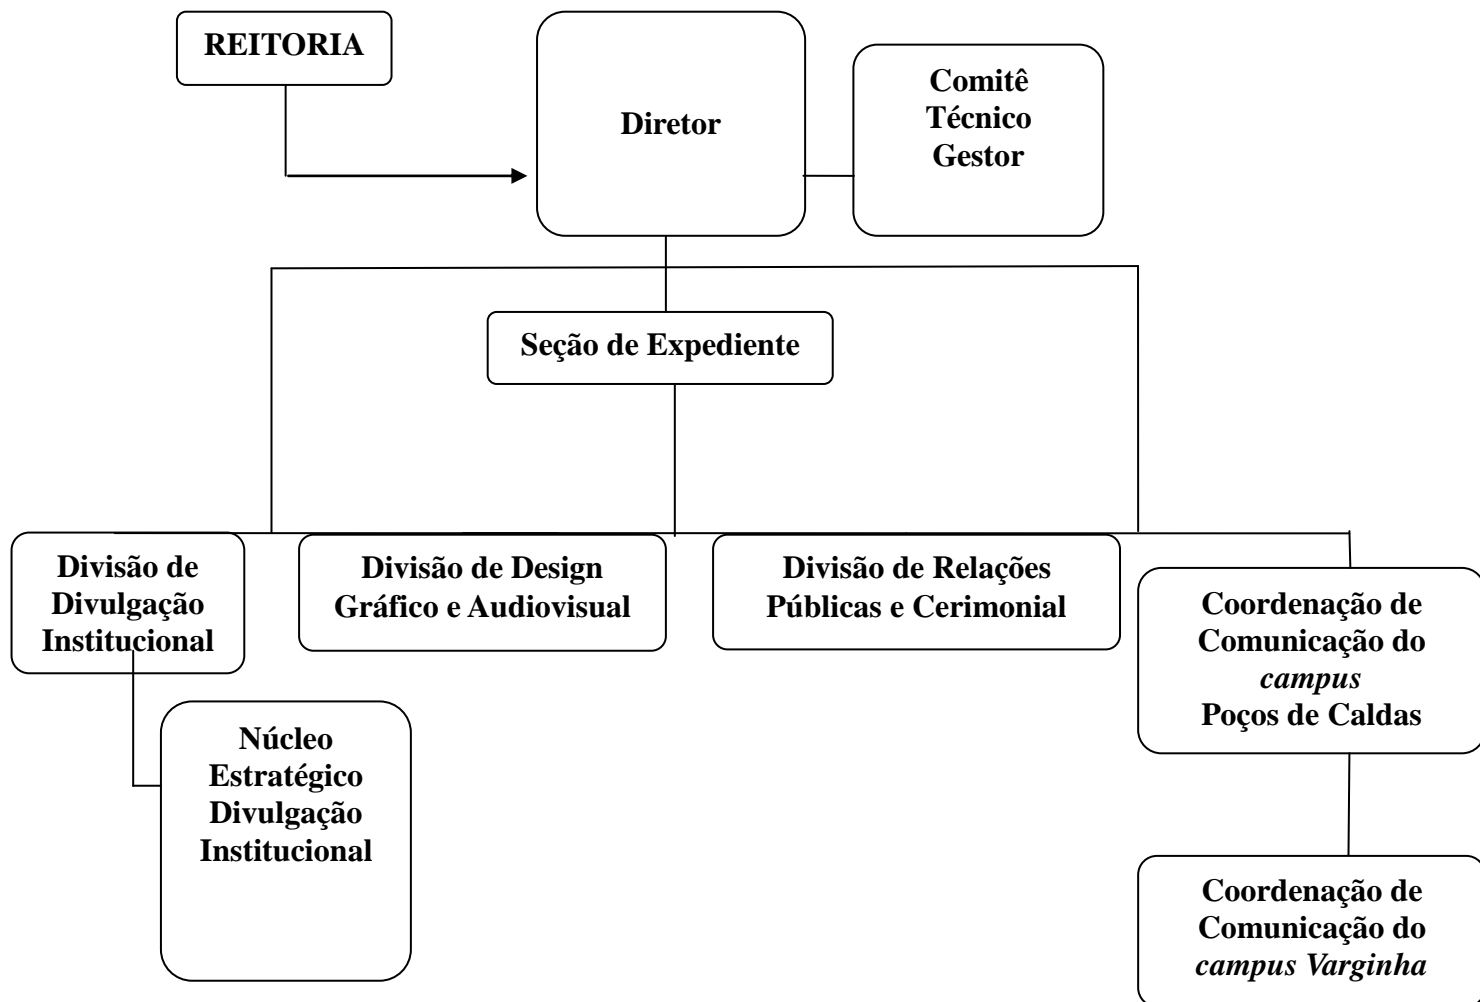 REITORIA
Diretor
Comitê
Técnico
Gestor
Seção de Expediente
Divisão de
Divulgação
Institucional
Divisão de Design
Gráfico e Audiovisual
Divisão de Relações
Públicas e Cerimonial
Coordenação de
Comunicação do
campus
Poços de Caldas
Núcleo
Estratégico
Divulgação
Institucional
Coordenação de
Comunicação do
campus Varginha